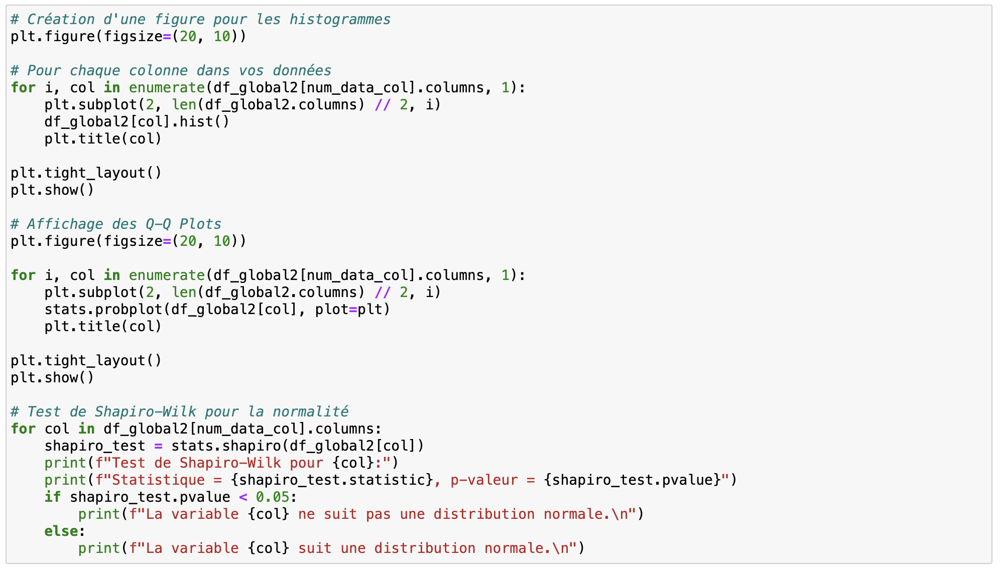 # Création d'une figure pour les histogrammes
plt.figure(figsize=(20, 10))

# Pour chaque colonne dans vos données
for i, col in enumerate(df_global2[num_data_col].columns, 1):
    plt.subplot(2, len(df_global2.columns) // 2, i)
    df_global2[col].hist()
    plt.title(col)

plt.tight_layout()
plt.show()

# Affichage des Q-Q Plots
plt.figure(figsize=(20, 10))

for i, col in enumerate(df_global2[num_data_col].columns, 1):
    plt.subplot(2, len(df_global2.columns) // 2, i)
    stats.probplot(df_global2[col], plot=plt)
    plt.title(col)

plt.tight_layout()
plt.show()

# Test de Shapiro-Wilk pour la normalité
for col in df_global2[num_data_col].columns:
    shapiro_test = stats.shapiro(df_global2[col])
    print(f"Test de Shapiro-Wilk pour {col}:")
    print(f"Statistique = {shapiro_test.statistic}, p-valeur = {shapiro_test.pvalue}")
    if shapiro_test.pvalue < 0.05:
        print(f"La variable {col} ne suit pas une distribution normale.\n")
    else:
        print(f"La variable {col} suit une distribution normale.\n")